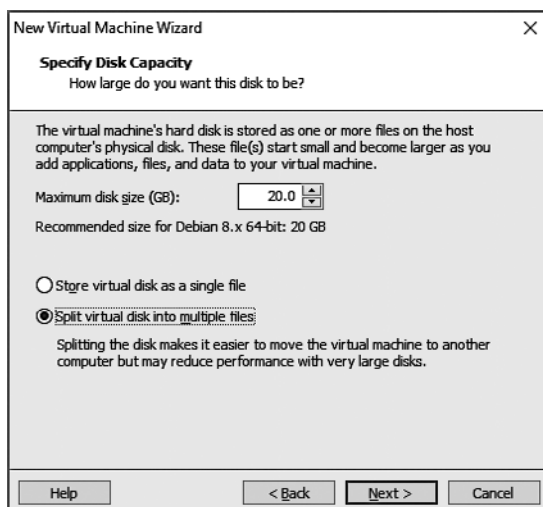 New Virtual Machine Wizard
Specify Disk Capacity
How large do you want this disk to be?
The virtual machine's hard disk is stored as one or more files on the host
computer's physical disk. These file(s) start small and become larger as you
add applications, files, and data to your virtual machine.
Maximum disk size (GB): 20.0
Recommended size for Debian 8.x 64-bit: 20 GB
Store virtual disk as a single file
Split virtual disk into multiple files
Splitting the disk makes it easier to move the virtual machine to another
computer but may reduce performance with very large disks.
Help < Back Next > Cancel